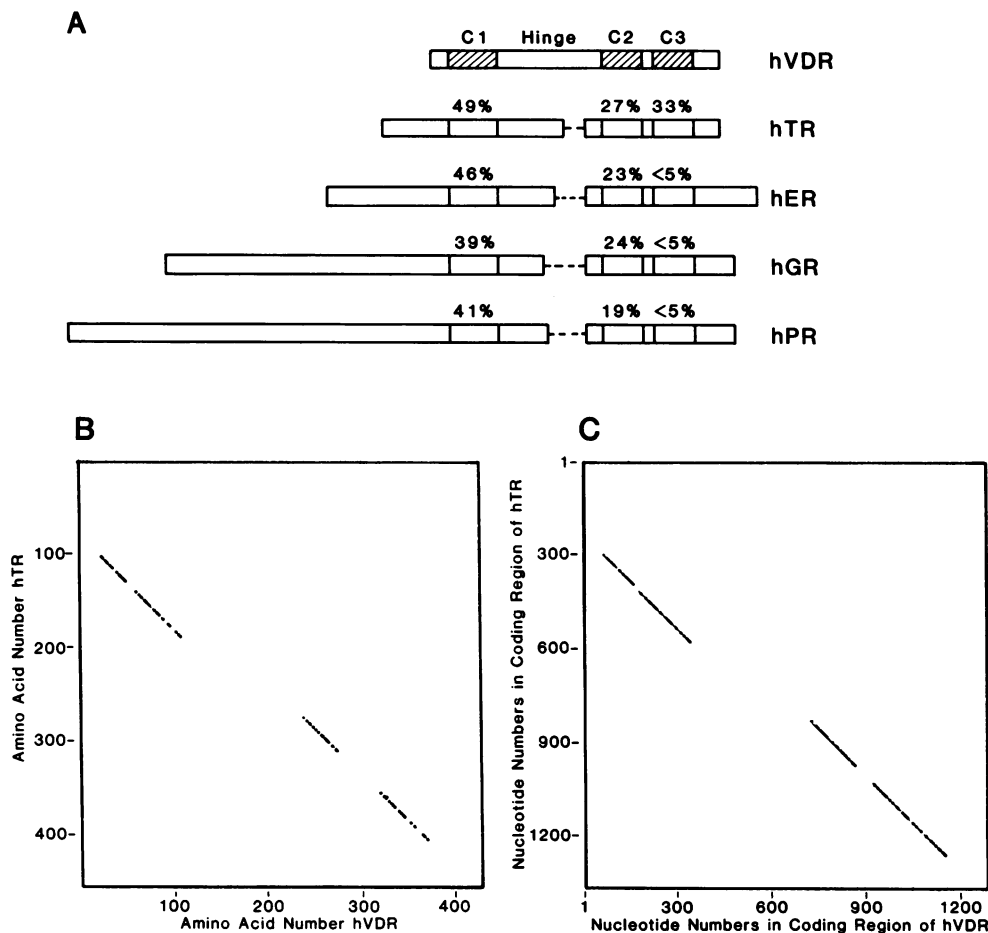 A
C1 Hinge C2 C3
hVDR
49% 27% 33%
hTR
46% 23% <5%
hER
39% 24% <5%
hGR
41% 19% <5%
hPR
B
Amino Acid Number hTR
100-
200-
300-
400-
100 200 300 400
Amino Acid Number hVDR
C
Nucleotide Numbers in Coding Region of hTR
1-
300-
600-
900-
1200-
1 300 600 900 1200
Nucleotide Numbers in Coding Region of hVDR